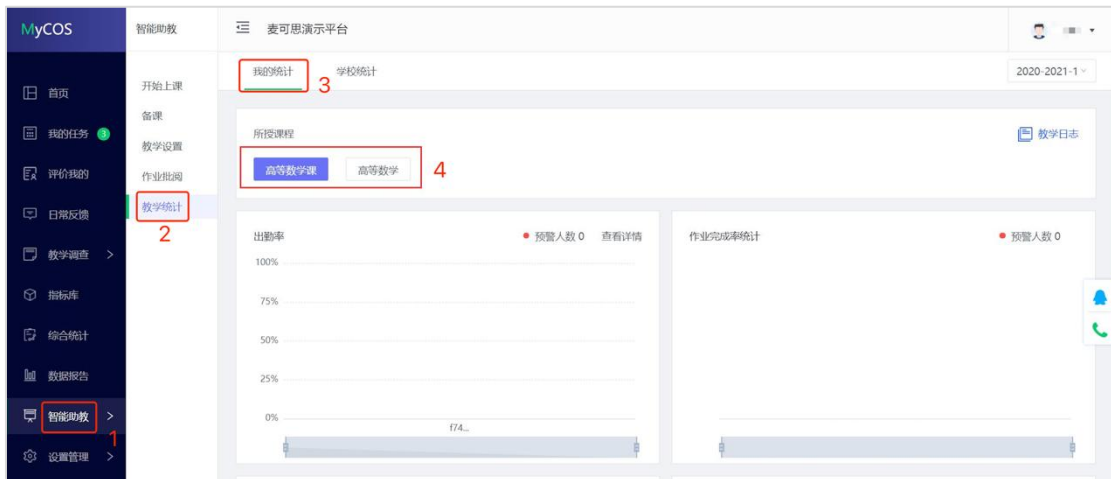 MyCOS
智能助教
麦可思演示平台
首页
我的任务 3
评价我的
日常反馈
教学调查 >
指标库
综合统计
数据报告
智能助教 >
1
设置管理 >
开始上课
备课
教学设置
作业批阅
教学统计
2
我的统计
3
学校统计
2020-2021-1
所授课程
教学日志
高等数学课
高等数学
4
出勤率
预警人数 0
查看详情
100%
75%
50%
25%
0%
f74...
作业完成率统计
预警人数 0